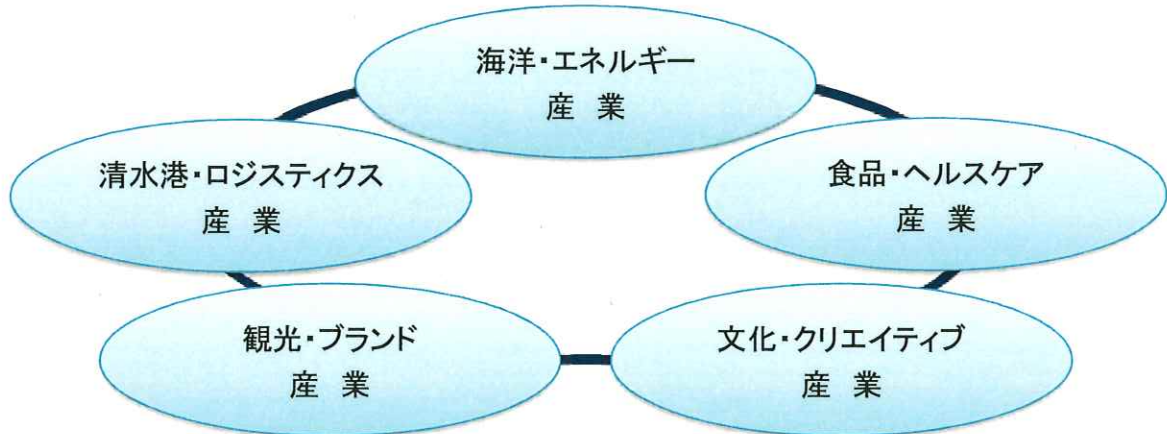 海洋・エネルギー
産 業
清水港・ロジスティクス
産 業
食品・ヘルスケア
産 業
観光・ブランド
産 業
文化・クリエイティブ
産 業